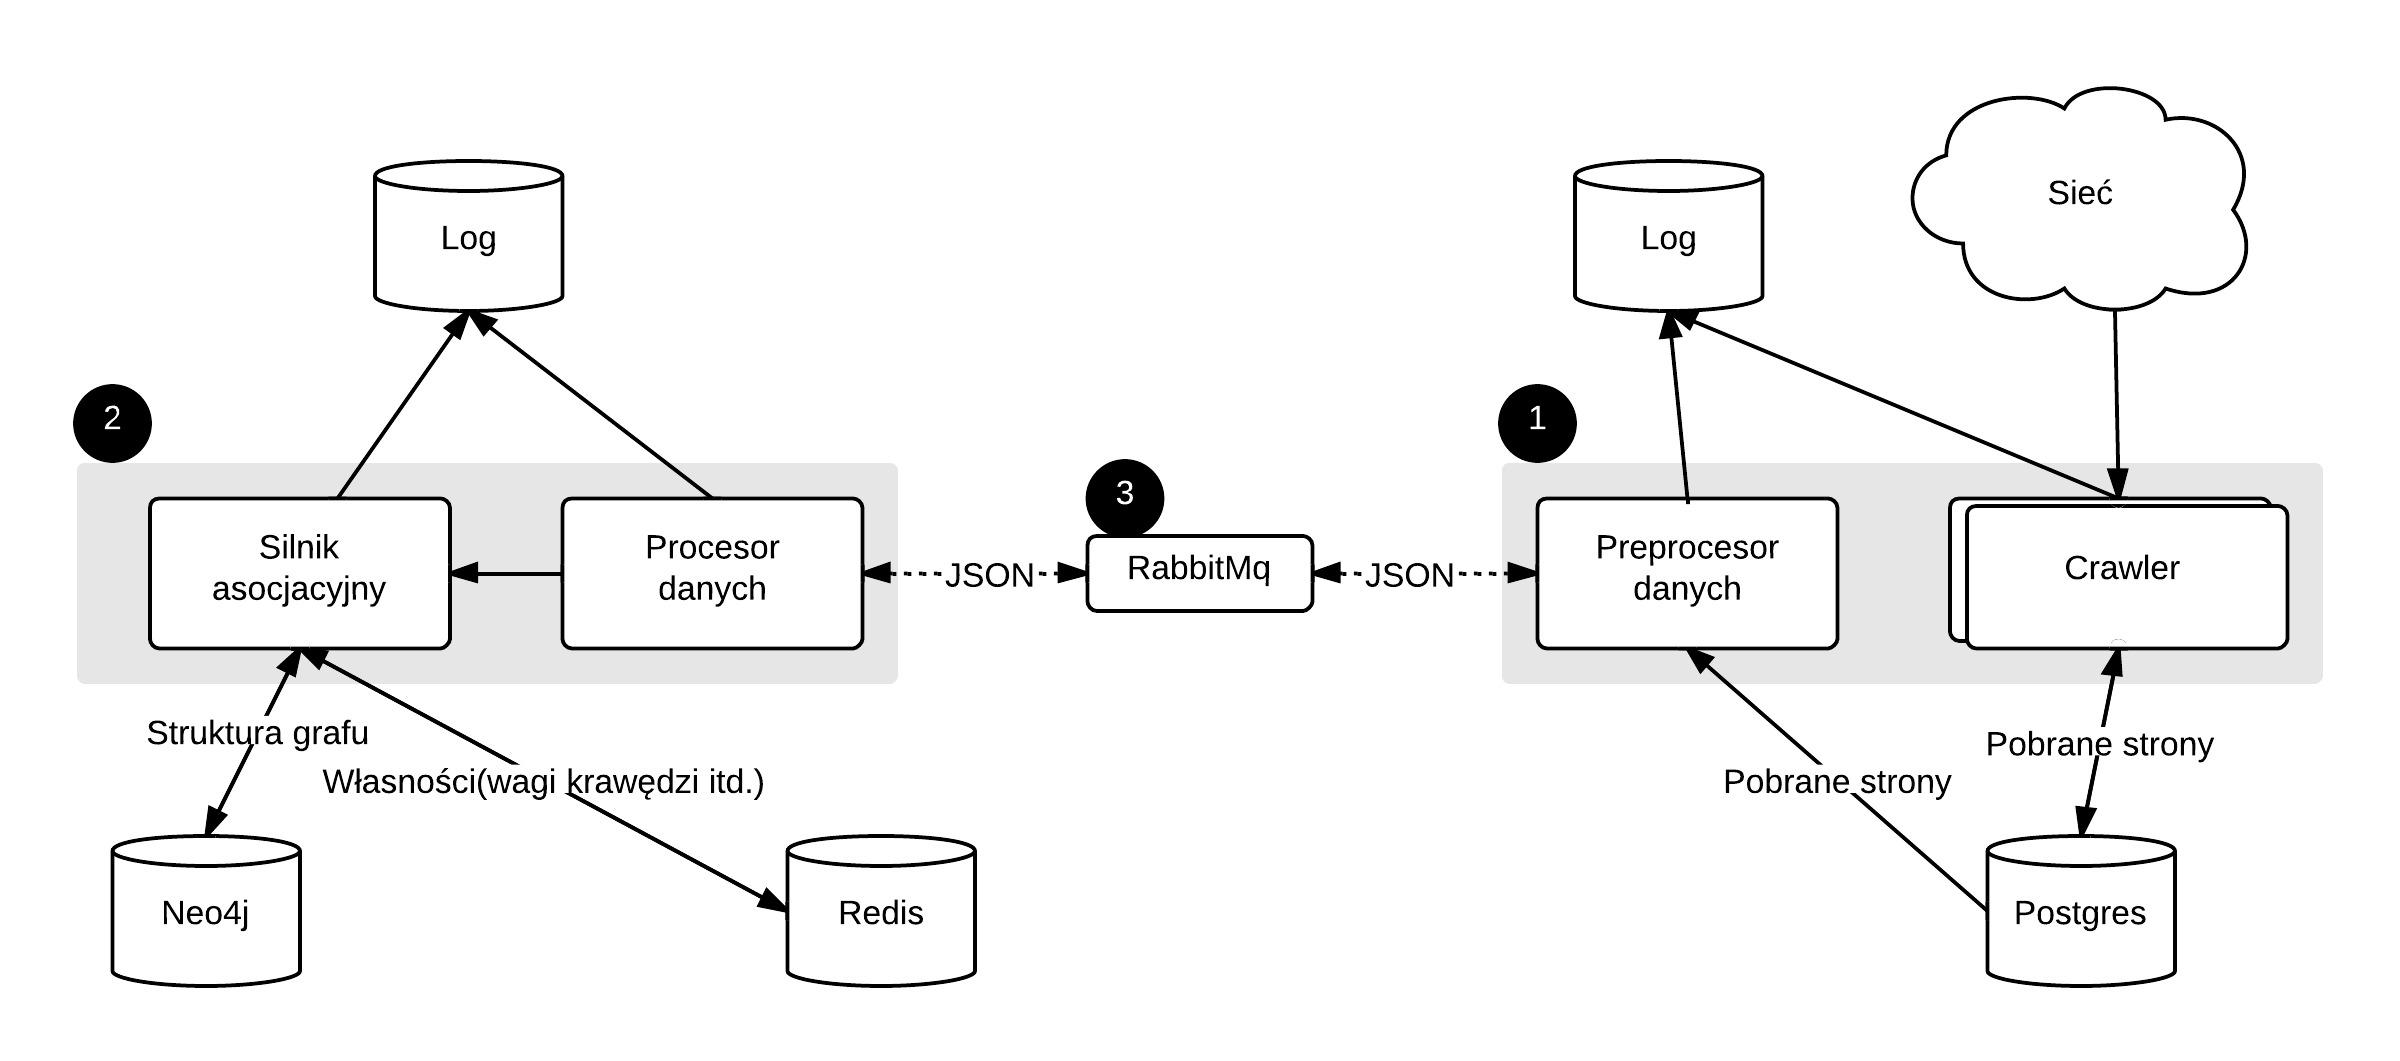 Sieć
Log
Log
2
1
3
Silnik
asocjacyjny
Procesor
danych
JSON
RabbitMq
JSON
Preprocesor
danych
Crawler
Struktura grafu
Własności(wagi krawędzi itd.)
Pobrane strony
Pobrane strony
Neo4j
Redis
Postgres